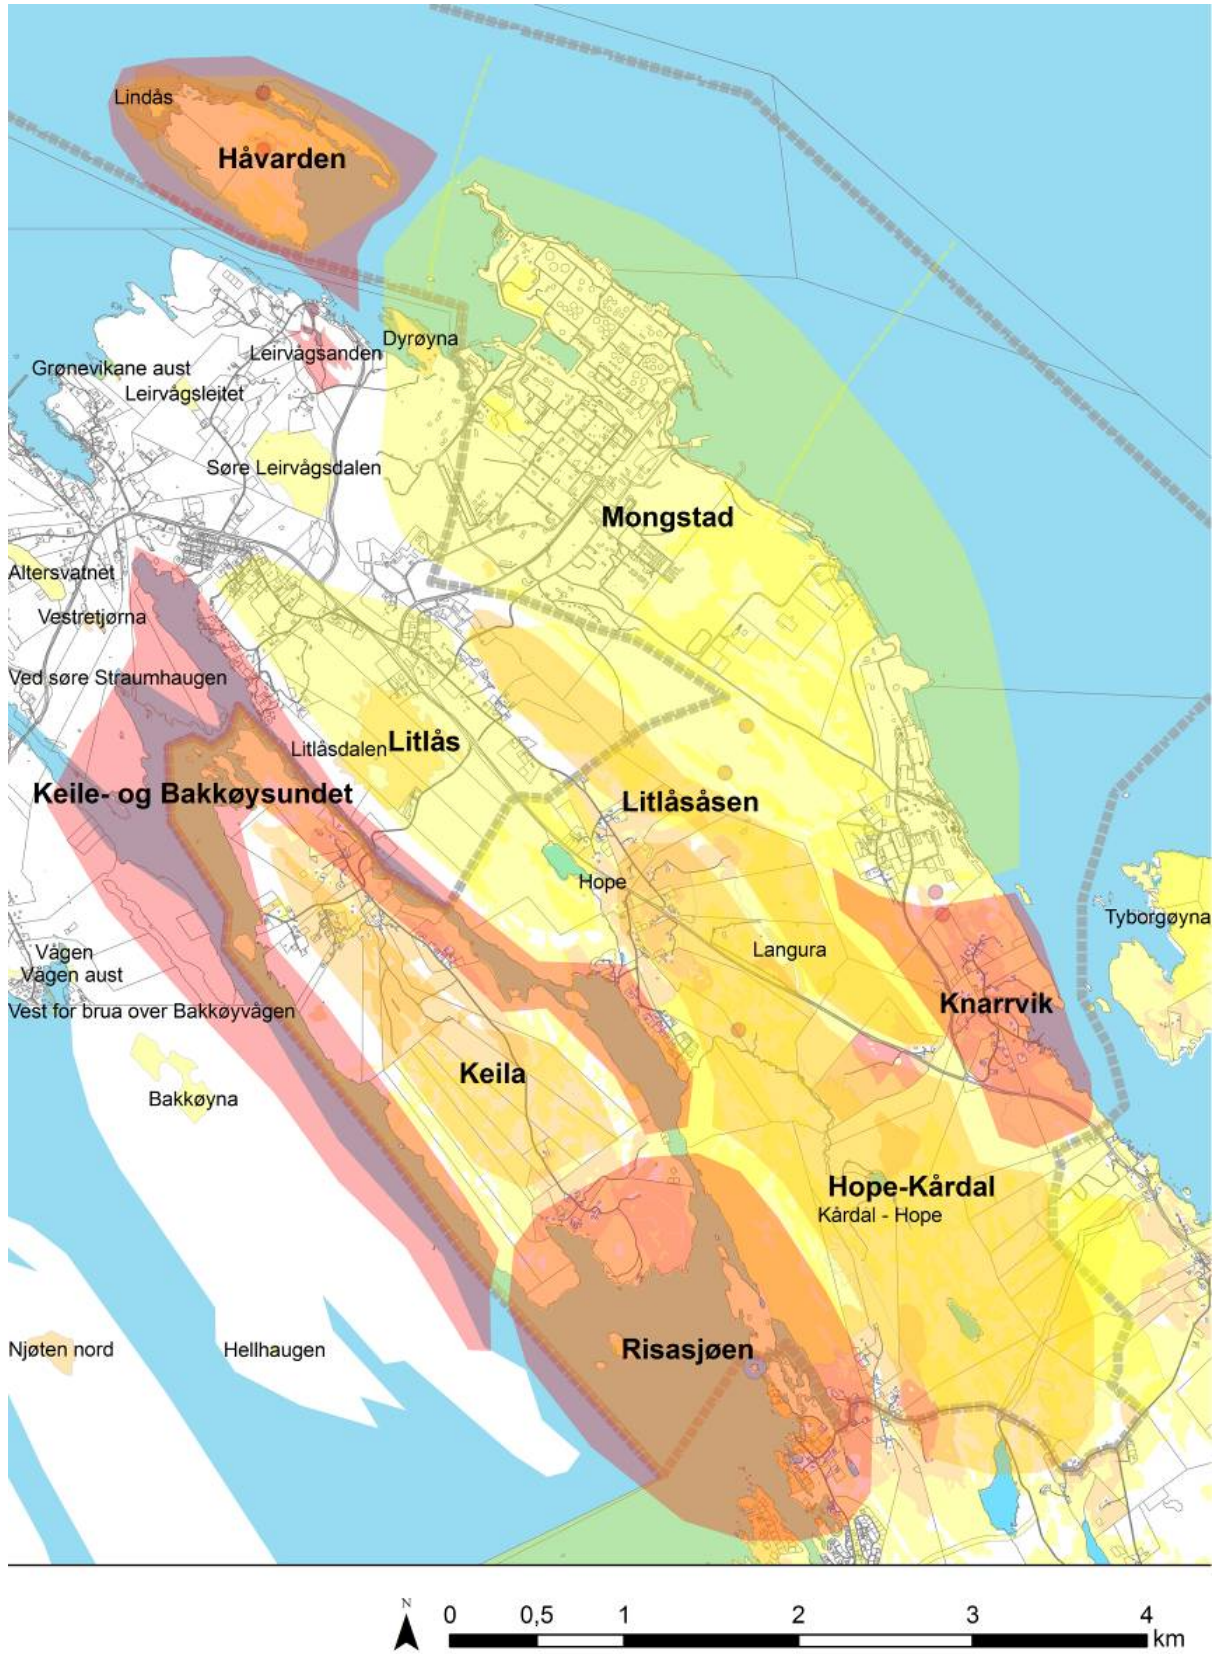 Lindås
Håvarden
Dyrøyna
Leirvågsanden
Grønevikane aust
Leirvågsleitet
Søre Leirvågsdalen
Mongstad
Altersvatnet
Vestretjørna
Ved søre Straumhaugen
Litlåsdalen
Litlås
Keile- og Bakkøysundet
Litlåsåsen
Hope
Tyborgøyna
Langura
Vågen
Vågen aust
Knarrvik
Vest for brua over Bakkøyvågen
Keila
Bakkøyna
Hope-Kårdal
Kårdal - Hope
Njøten nord
Hellhaugen
Risasjøen
N
0 0,5 1 2 3 4
km